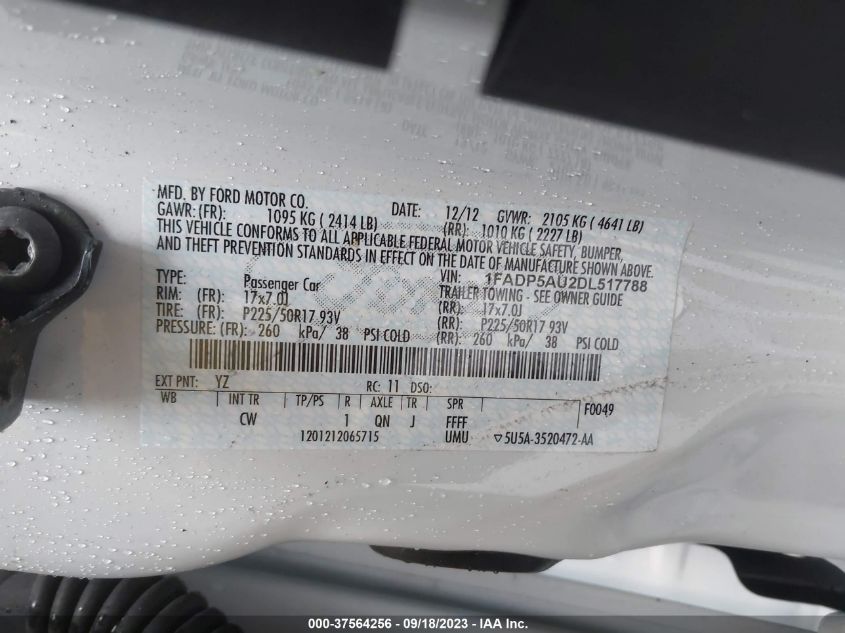 MFD. BY FORD MOTOR CO. DATE: 12/12 GVWR: 2105 KG ( 4641 LB)
GAWR: (FR): 1095 KG ( 2414 LB) (RR): 1010 KG ( 2227 LB)
THIS VEHICLE CONFORMS TO ALL APPLICABLE FEDERAL MOTOR VEHICLE SAFETY, BUMPER,
AND THEFT PREVENTION STANDARDS IN EFFECT ON THE DATE OF MANUFACTURE SHOWN ABOVE.
VIN: 1FADP5AU2DL517788
TYPE: Passenger Car TRAILER TOWING - SEE OWNER GUIDE
RIM: (FR): 17x7.0J (RR): 17x7.0J
TIRE: (FR): P225/50R17 93V (RR): P225/50R17 93V
PRESSURE: (FR): 260 kPa/ 38 PSI COLD (RR): 260 kPa/ 38 PSI COLD
EXT PNT: YZ RC: 11 DSO:
WB INT TR TP/PS R AXLE TR SPR F0049
CW 1 QN J FFFF
1201212065715 UMU ▽5U5A-3520472-AA
000-37564256 - 09/18/2023 - IAA Inc.